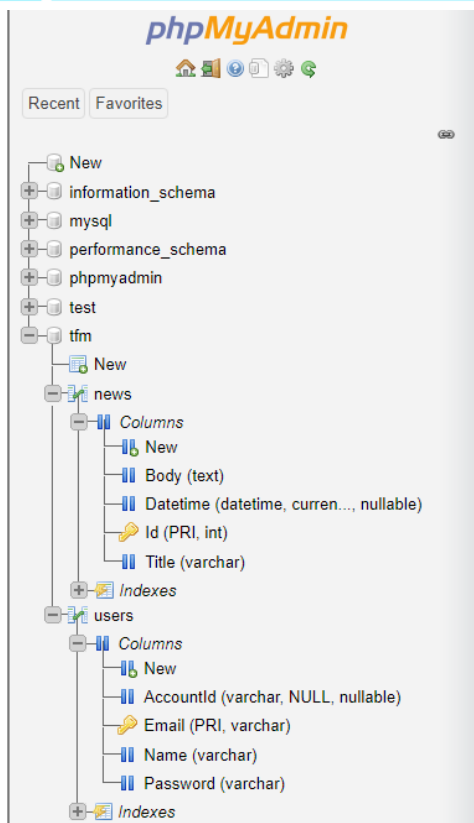 phpMyAdmin
Recent Favorites
New
information_schema
mysql
performance_schema
phpmyadmin
test
tfm
New
news
Columns
New
Body (text)
Datetime (datetime, curren..., nullable)
Id (PRI, int)
Title (varchar)
Indexes
users
Columns
New
AccountId (varchar, NULL, nullable)
Email (PRI, varchar)
Name (varchar)
Password (varchar)
Indexes